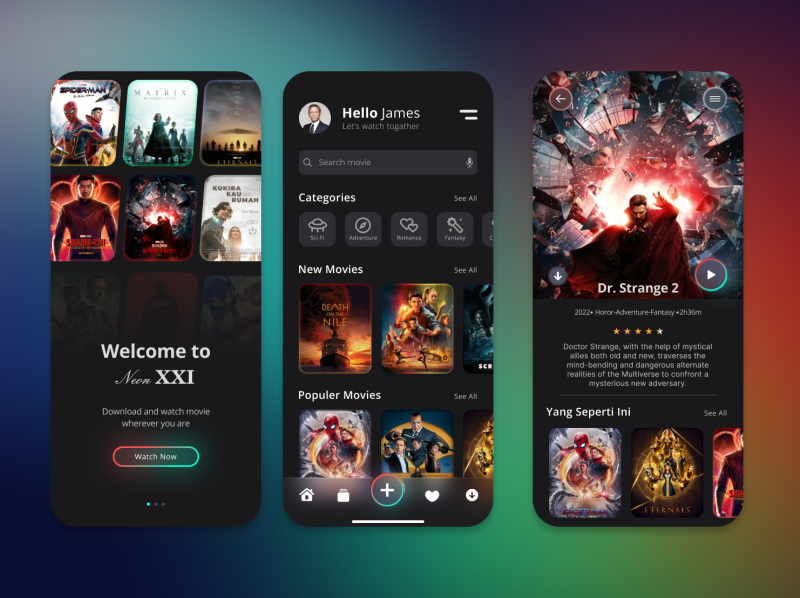 SPIDER-MAN
MATRIX
RESURRECTIONS
ETERNALS
SHANG-CHI
KUKIRA
KAU
RUMAH
Welcome to
Neon XXI
Download and watch movie
wherever you are
Watch Now
Hello James
Let's watch togather
Search movie
Categories
See All
Sci-Fi
Adventure
Romance
Fantasy
C
New Movies
See All
DEATH
ON THE
NILE
SCR
Populer Movies
See All
Dr. Strange 2
2022• Horor-Adventure-Fantasy •2h36m
Doctor Strange, with the help of mystical
allies both old and new, traverses the
mind-bending and dangerous alternate
realities of the Multiverse to confront a
mysterious new adversary.
Yang Seperti Ini
See All
ETERNALS